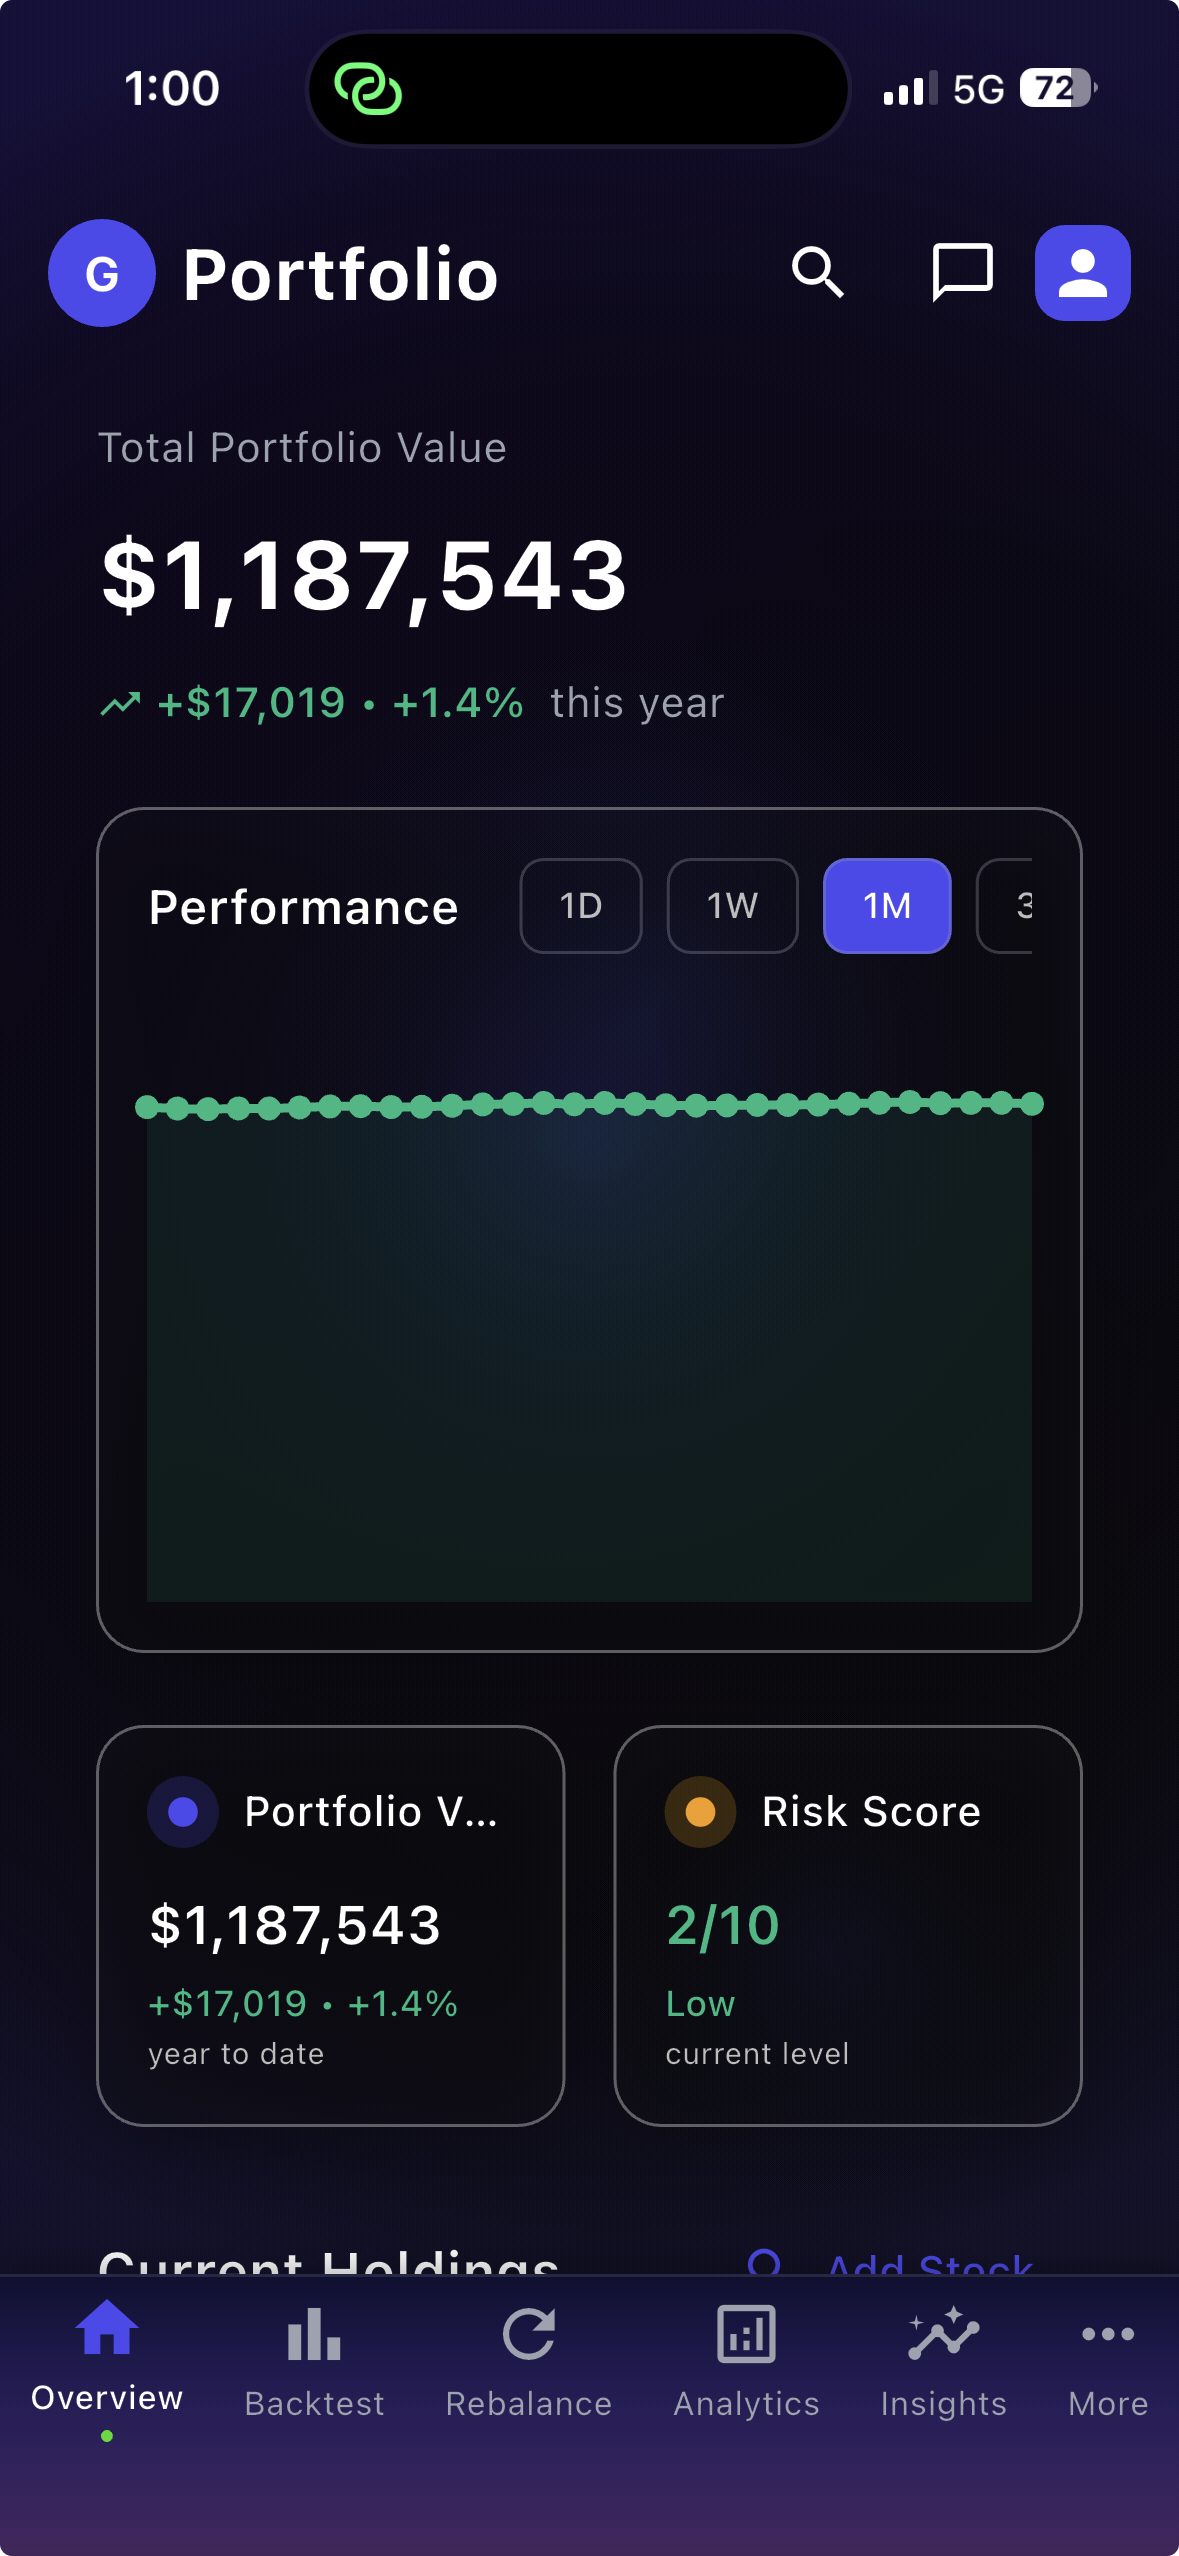 1:00
5G
72
G
Portfolio
Total Portfolio Value
$1,187,543
+$17,019 • +1.4% this year
Performance
1D
1W
1M
3
Portfolio V...
$1,187,543
+$17,019 • +1.4%
year to date
Risk Score
2/10
Low
current level
Current Holdings
Add Stock
Overview
Backtest
Rebalance
Analytics
Insights
More